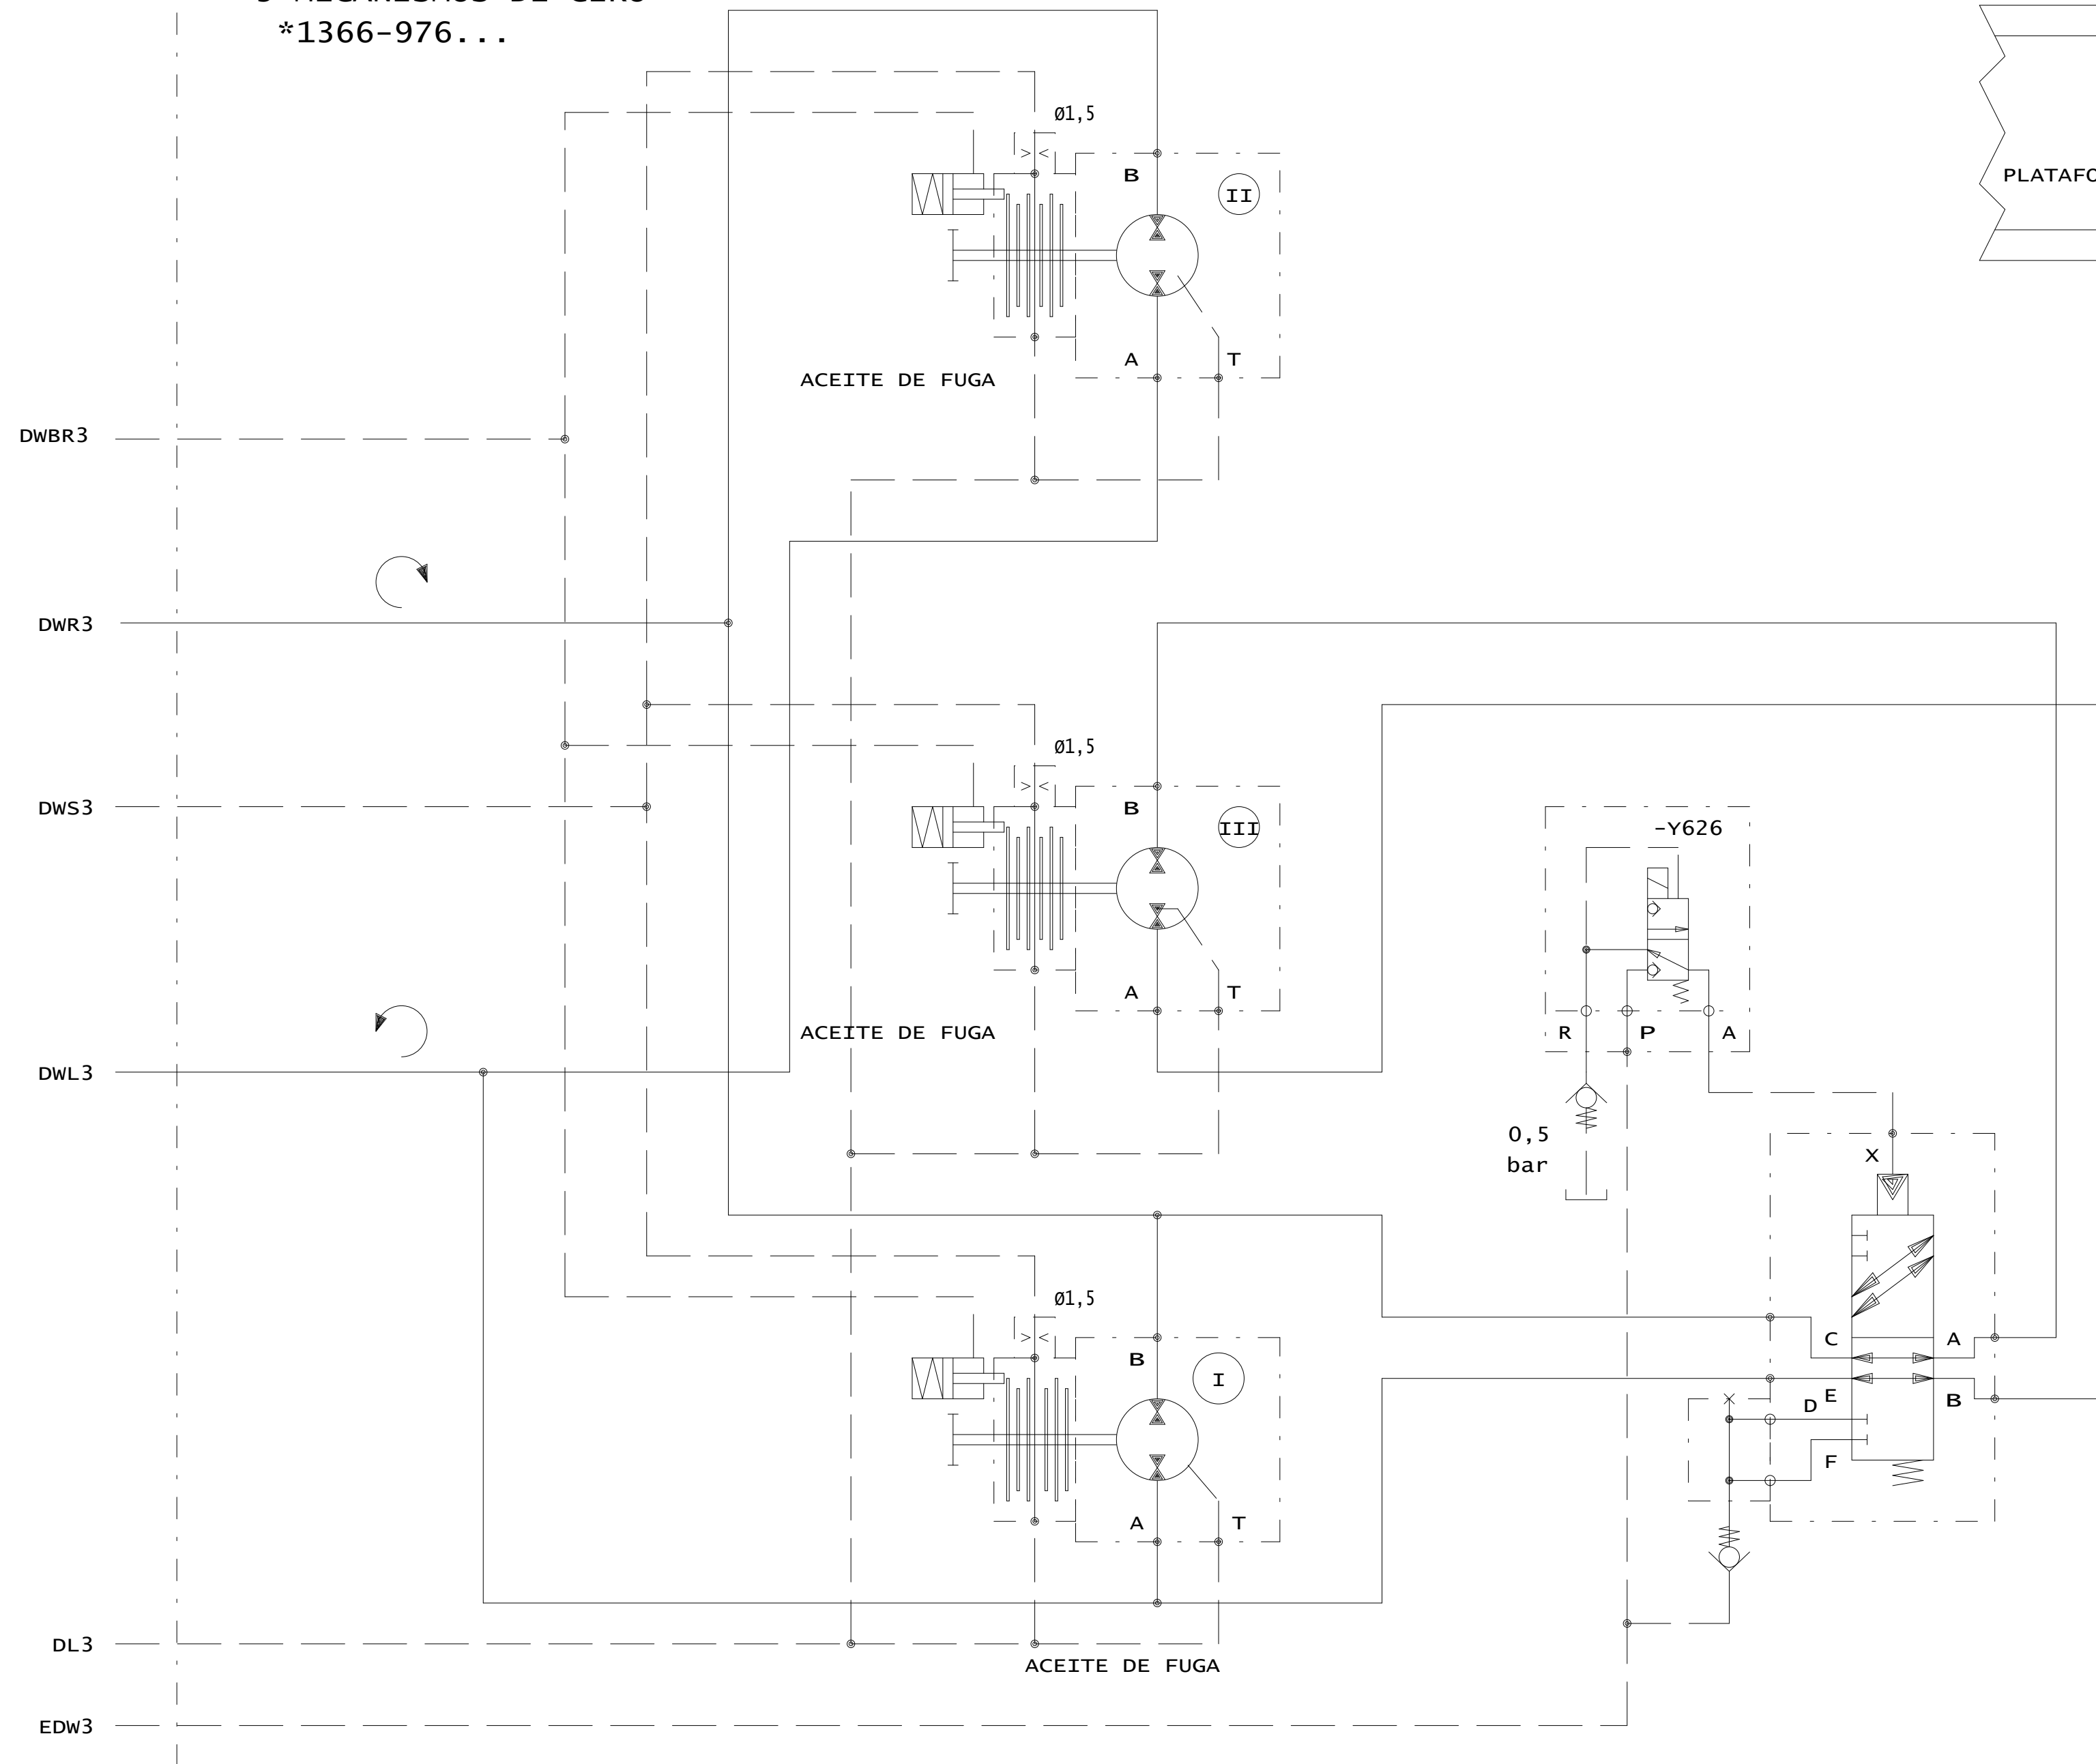 *1366-976...
Ø1,5
B
II
PLATAFO
A
T
ACEITE DE FUGA
DWBR3
DWR3
Ø1,5
DWS3
B
III
-Y626
A
T
ACEITE DE FUGA
R
P
A
DWL3
0,5
bar
X
Ø1,5
C
A
B
I
E
D
B
F
A
T
DL3
ACEITE DE FUGA
EDW3